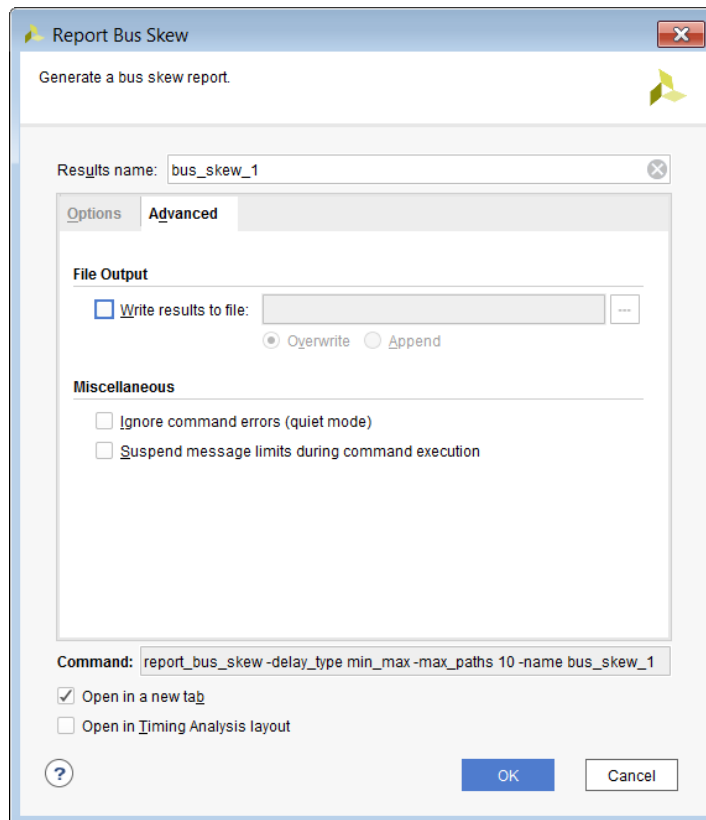 Report Bus Skew
Generate a bus skew report.
Results name: bus_skew_1
Options Advanced
File Output
Write results to file:
...
Overwrite Append
Miscellaneous
Ignore command errors (quiet mode)
Suspend message limits during command execution
Command: report_bus_skew -delay_type min_max -max_paths 10 -name bus_skew_1
Open in a new tab
Open in Timing Analysis layout
? OK Cancel